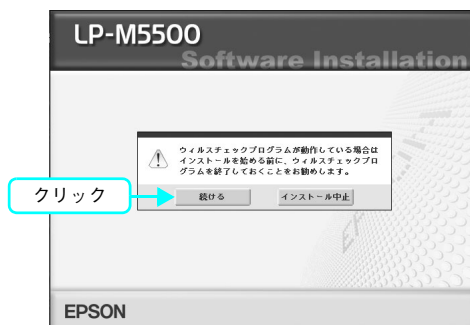 LP-M5500
Software Installation
ウィルスチェックプログラムが動作している場合は
インストールを始める前に、ウィルスチェックプロ
グラムを終了しておくことをお勧めします。
クリック
続ける
インストール中止
EPSON
EPSON